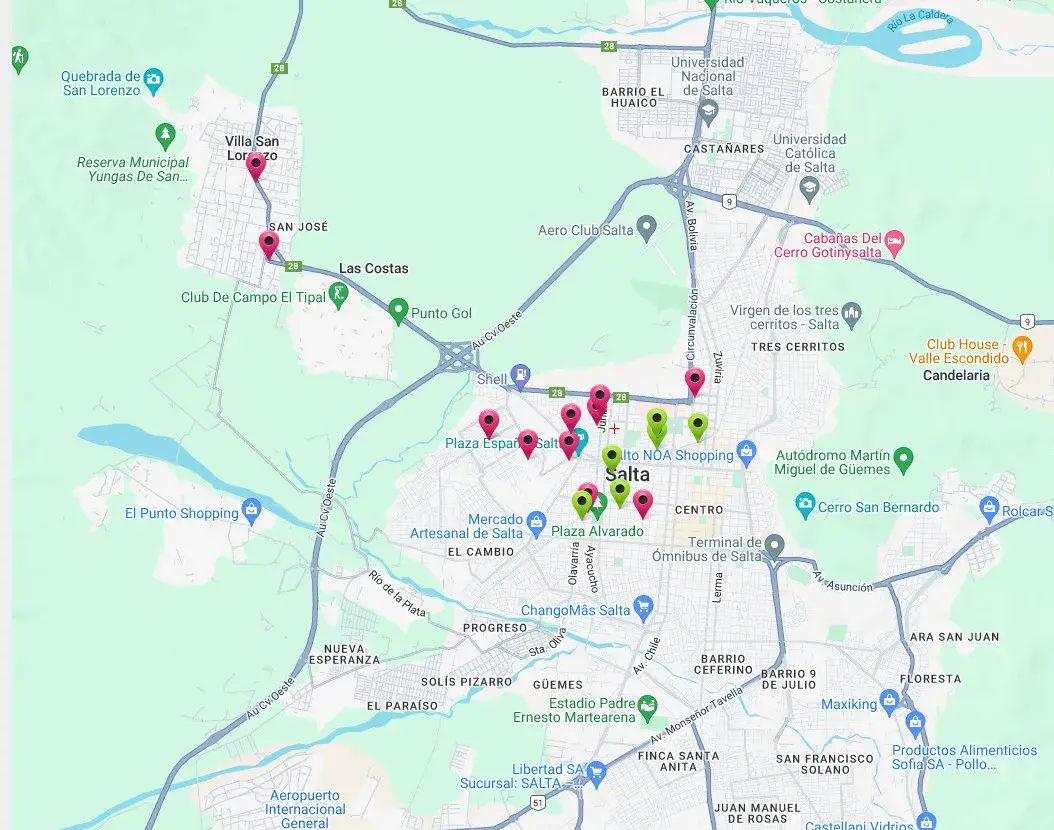 28
Río Vaqueros - Costanera
Río La Caldera
28
28
Quebrada de
San Lorenzo
Universidad
Nacional
de Salta
BARRIO EL
HUAICO
Villa San
Lorenzo
CASTAÑARES
Universidad
Católica
de Salta
Reserva Municipal
Yungas De San...
9
Av. Bolivia
SAN JOSÉ
Aero Club Salta
Cabañas Del
Cerro Gotinysalta
28
Las Costas
Club De Campo El Tipal
Punto Gol
Au Cv. Oeste
Circunvalación
Virgen de los tres
cerritos - Salta
9
TRES CERRITOS
Club House -
Valle Escondido
Candelaria
Zuviria
Shell
28
28
Plaza España Salta
Alto NOA Shopping
Autódromo Martín
Miguel de Güemes
Salta
Au Cv. Oeste
El Punto Shopping
Mercado
Artesanal de Salta
CENTRO
Cerro San Bernardo
Rolcar S
Plaza Alvarado
EL CAMBIO
Terminal de
Ómnibus de Salta
Olavarría
Ayacucho
Lerma
Av. Asunción
Río de la Plata
ChangoMâs Salta
PROGRESO
Sta. Oliva
Av. Chile
ARA SAN JUAN
NUEVA
ESPERANZA
BARRIO
CEFERINO
BARRIO 9
DE JULIO
FLORESTA
SOLÍS PIZARRO
GÜEMES
Au Cv. Oeste
EL PARAÍSO
Estadio Padre
Ernesto Martearena
Av. Monseñor Tavella
Maxiking
FINCA SANTA
ANITA
SAN FRANCISCO
SOLANO
Productos Alimenticios
Sofia SA - Pollo...
Libertad SA
Sucursal: SALTA -...
51
Aeropuerto
Internacional
General
JUAN MANUEL
DE ROSAS
Castellani Vidrios